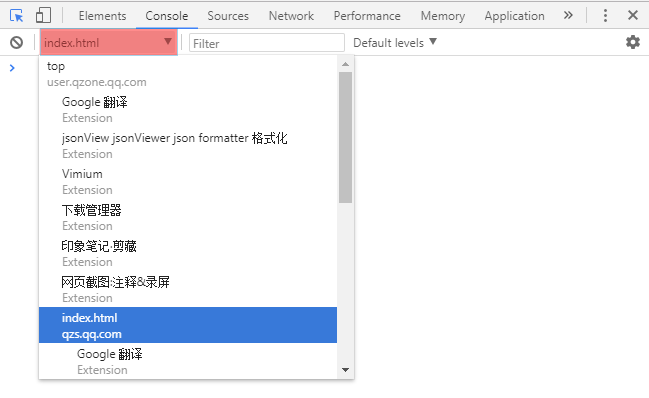 Elements Console Sources Network Performance Memory Application »
index.html ▼ Filter Default levels ▼
top
user.qzone.qq.com
Google 翻译
Extension
jsonView jsonViewer json formatter 格式化
Extension
Vimium
Extension
下载管理器
Extension
印象笔记·剪藏
Extension
网页截图:注释&录屏
Extension
index.html
qzs.qq.com
Google 翻译
Extension